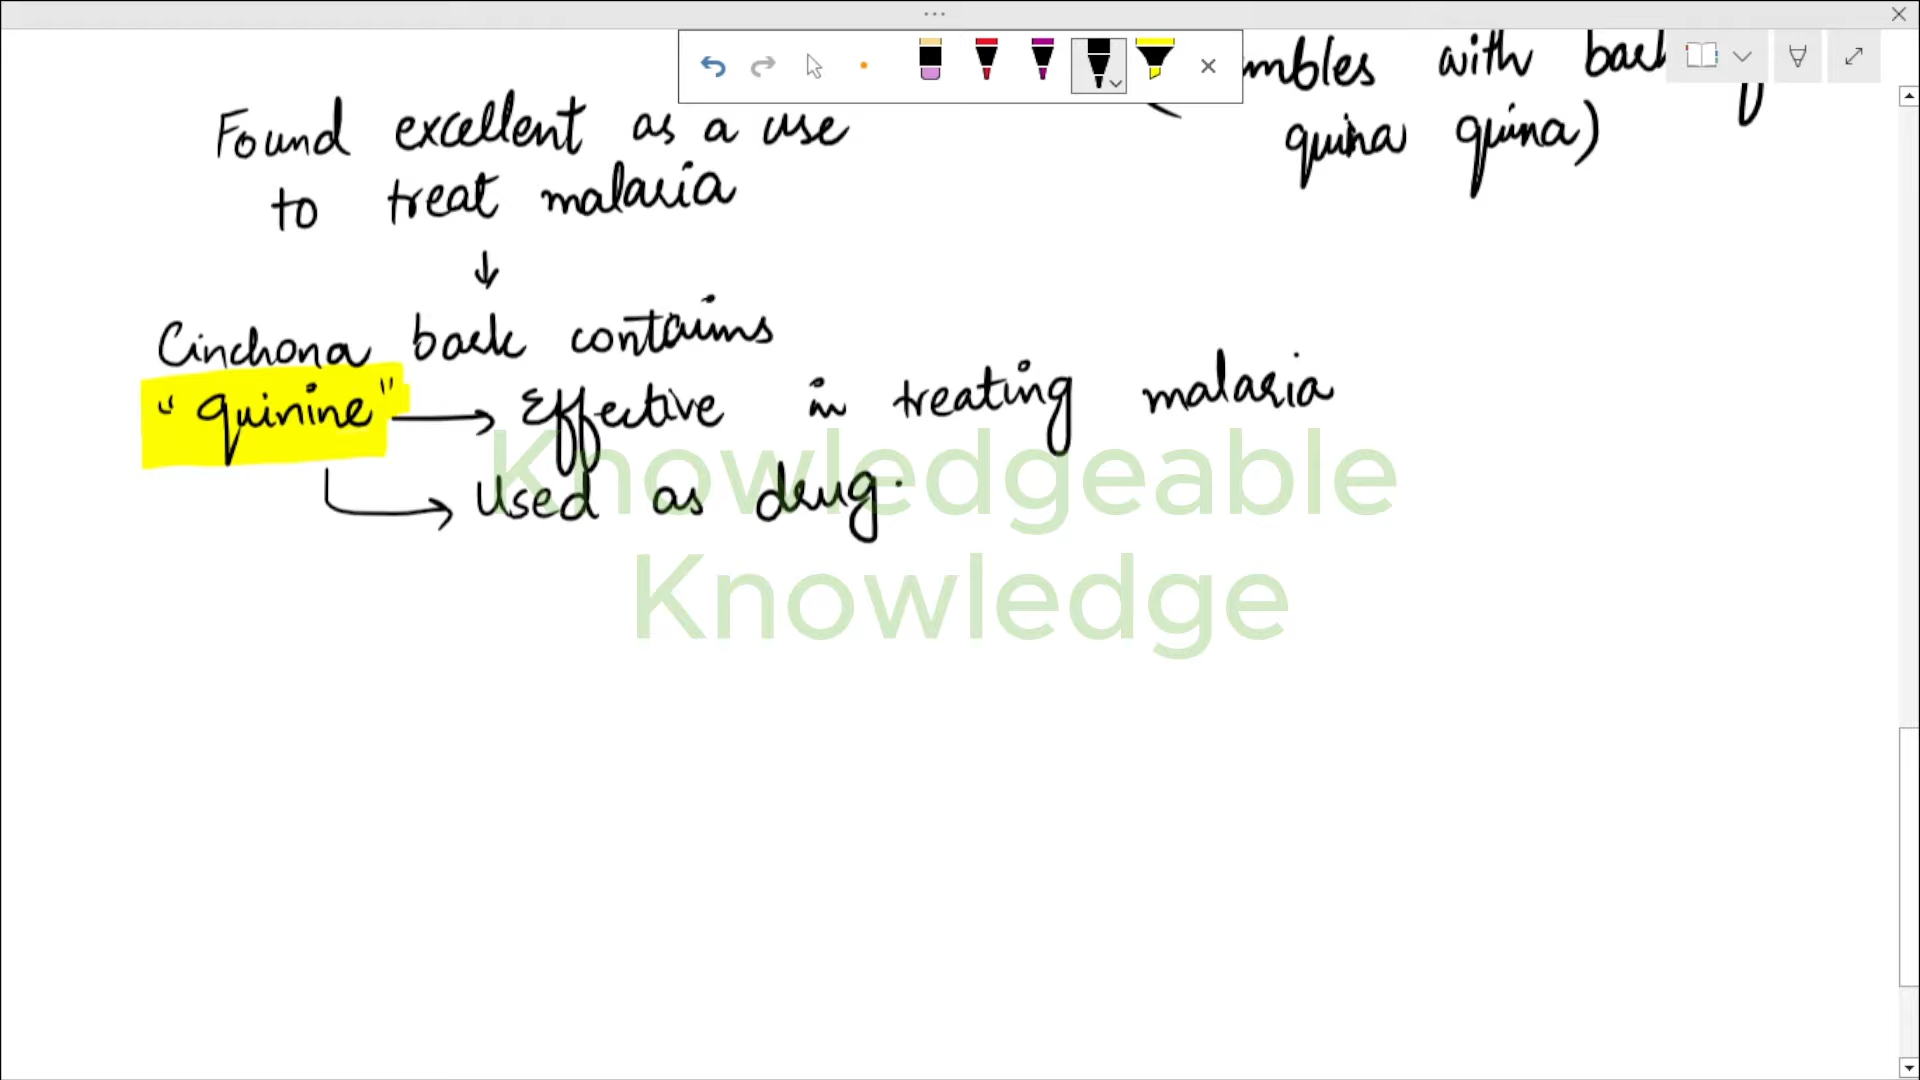 mbles with bark
Found excellent as a use
quina quina)
to treat malaria
Cinchona bark contains
"quinine" → Effective in treating malaria
Used as drug.
Knowledgeable
Knowledge